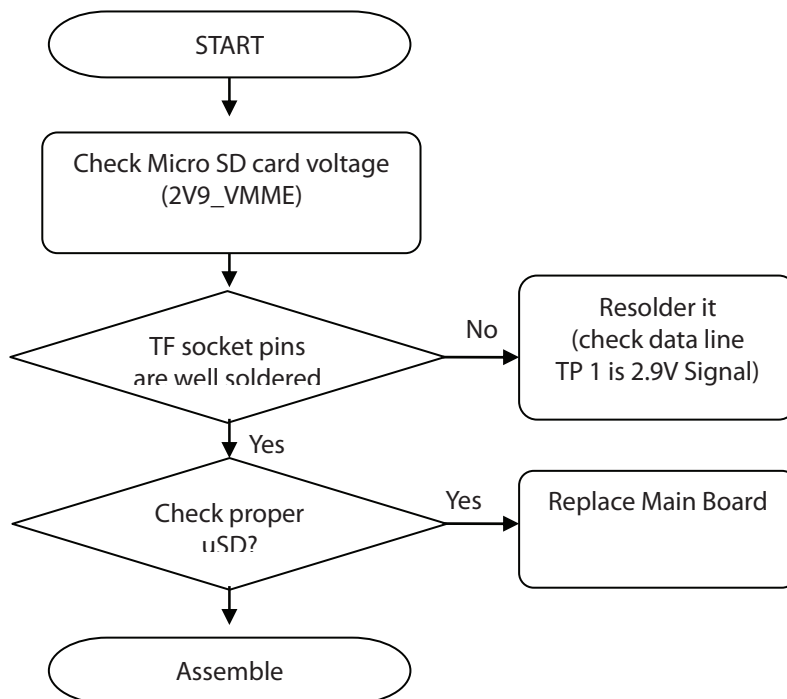 START
Check Micro SD card voltage
(2V9_VMME)
TF socket pins
are well soldered
No
Resolder it
(check data line
TP 1 is 2.9V Signal)
Yes
Check proper
uSD?
Yes
Replace Main Board
Assemble